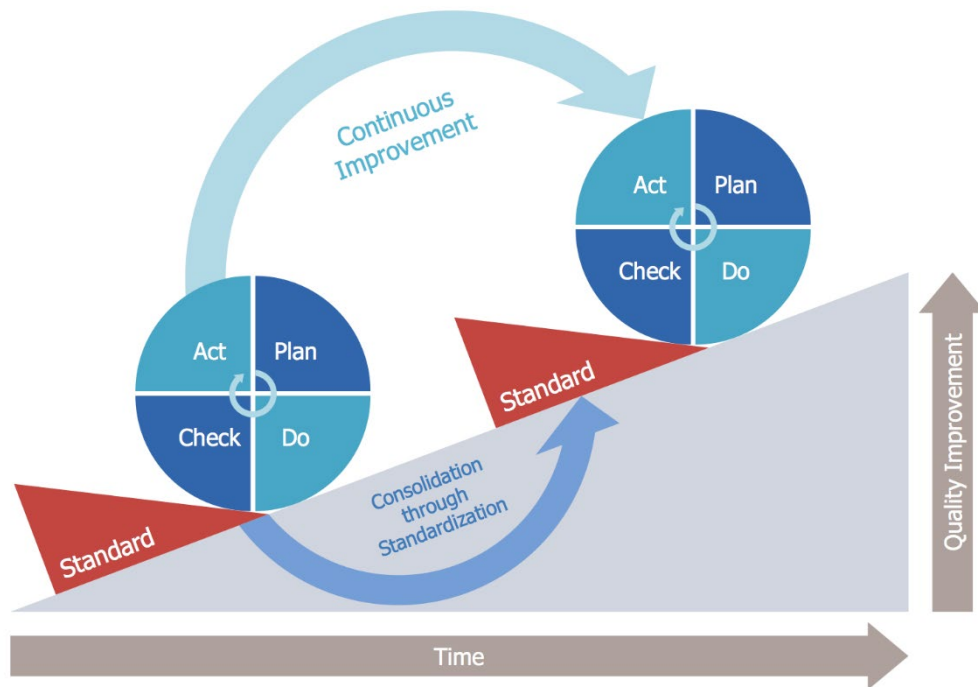 Continuous
Improvement
Act Plan
Check Do
Act Plan
Check Do
Standard
Standard
Consolidation
through
Standardization
Quality Improvement
Time